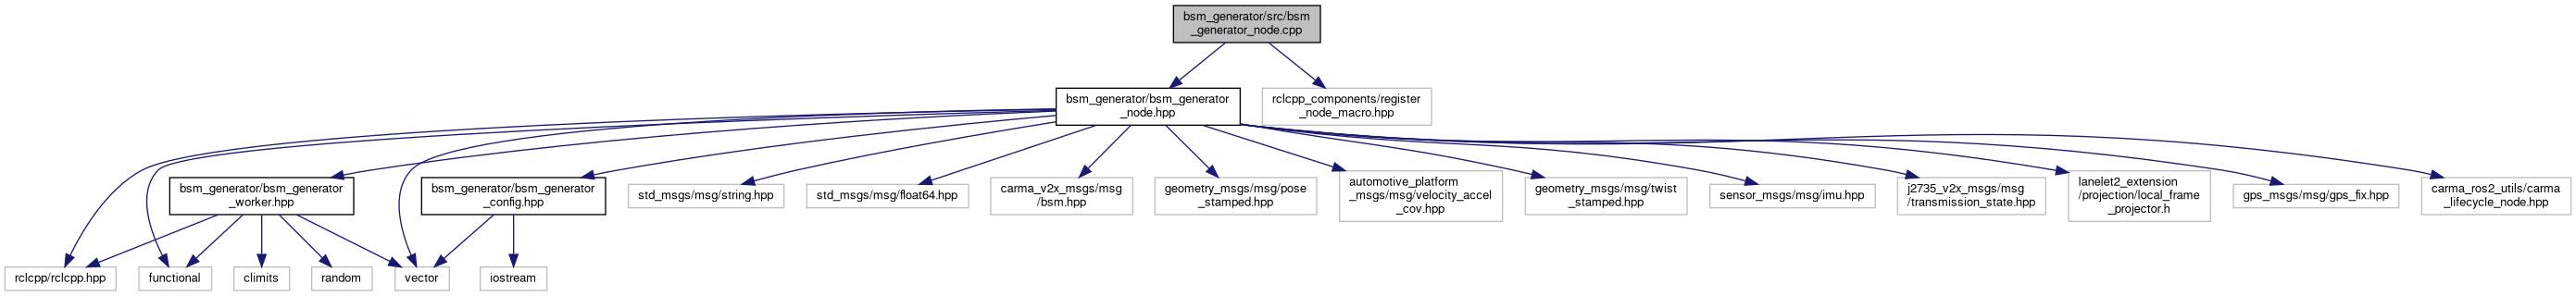 bsm_generator/src/bsm
_generator_node.cpp
bsm_generator/bsm_generator
_node.hpp
rclcpp_components/register
_node_macro.hpp
bsm_generator/bsm_generator
_worker.hpp
bsm_generator/bsm_generator
_config.hpp
std_msgs/msg/string.hpp
std_msgs/msg/float64.hpp
carma_v2x_msgs/msg
/bsm.hpp
geometry_msgs/msg/pose
_stamped.hpp
automotive_platform
_msgs/msg/velocity_accel
_cov.hpp
geometry_msgs/msg/twist
_stamped.hpp
sensor_msgs/msg/imu.hpp
j2735_v2x_msgs/msg
/transmission_state.hpp
lanelet2_extension
/projection/local_frame
_projector.h
gps_msgs/msg/gps_fix.hpp
carma_ros2_utils/carma
_lifecycle_node.hpp
rclcpp/rclcpp.hpp
functional
climits
random
vector
iostream